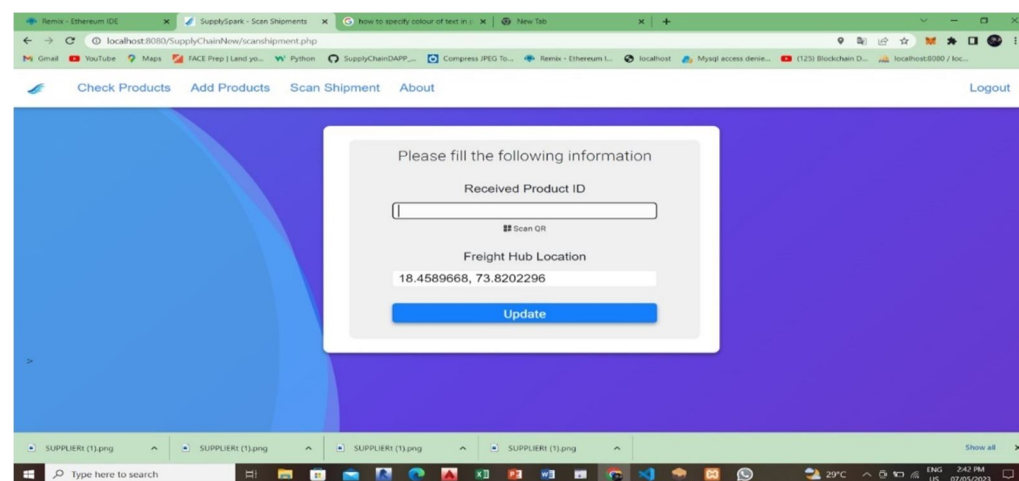 Remix - Ethereum IDE
SupplySpark - Scan Shipments
how to specify colour of text in
New Tab
localhost:8080/SupplyChainNew/scanshipment.php
Gmail
YouTube
Maps
FACE Prep | Land yo...
Python
SupplyChainDAPP_...
Compress JPEG To...
Remix - Ethereum I...
localhost
Mysql access denie...
(125) Blockchain D...
localhost:8080 / loc...
Check Products
Add Products
Scan Shipment
About
Logout
Please fill the following information
Received Product ID
Scan QR
Freight Hub Location
18.4589668, 73.8202296
Update
>
SUPPLIERt (1).png
SUPPLIERt (1).png
SUPPLIERt (1).png
SUPPLIERt (1).png
Show all
Type here to search
29°C
ENG
US
2:42 PM
07/05/2023